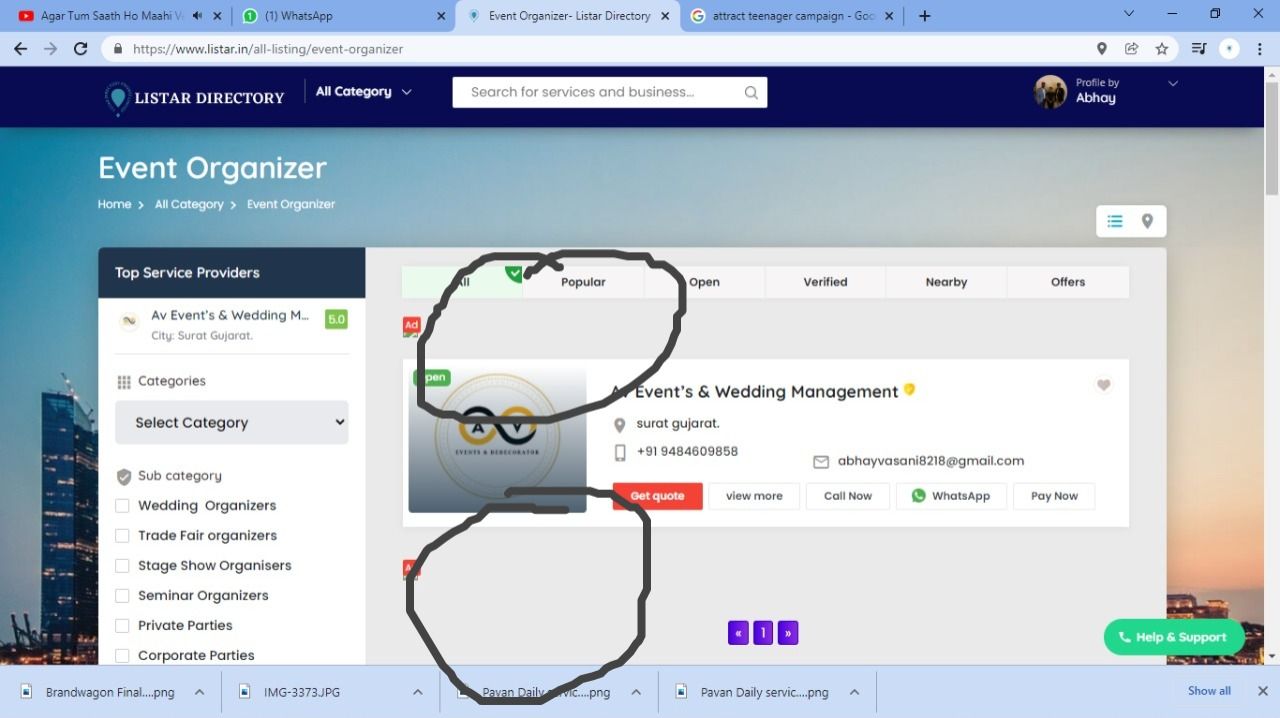 Agar Tum Saath Ho Maahi V
(1) WhatsApp
Event Organizer- Listar Directory
attract teenager campaign - Goo
https://www.listar.in/all-listing/event-organizer
LISTAR DIRECTORY
All Category
Search for services and business...
Profile by
Abhay
Event Organizer
Home > All Category > Event Organizer
Top Service Providers
Av Event's & Wedding M...
5.0
City: Surat Gujarat.
Categories
Select Category
Sub category
Wedding Organizers
Trade Fair organizers
Stage Show Organisers
Seminar Organizers
Private Parties
Corporate Parties
All Popular Open Verified Nearby Offers
Ad
Open
A V
EVENTS & DEDECORATOR
Av Event's & Wedding Management
surat gujarat.
+91 9484609858
abhayvasani8218@gmail.com
Get quote view more Call Now WhatsApp Pay Now
« 1 »
Help & Support
Brandwagon Final....png
IMG-3373.JPG
Pavan Daily servic....png
Pavan Daily servic....png
Show all